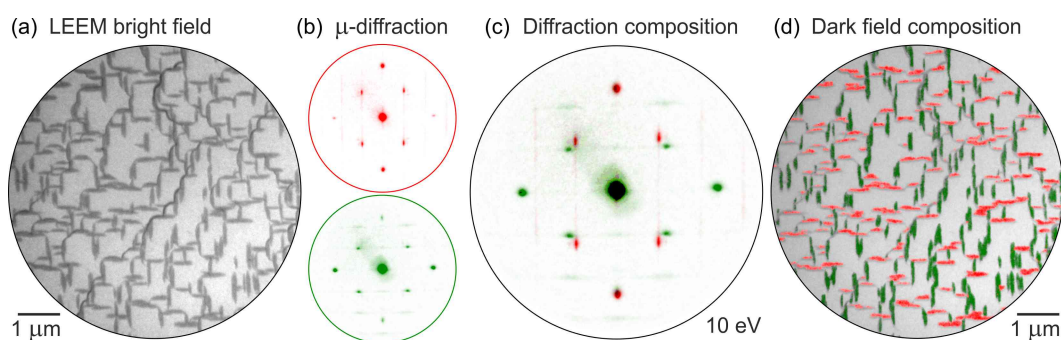 (a) LEEM bright field
(b) μ-diffraction
(c) Diffraction composition
(d) Dark field composition
1 μm
10 eV
1 μm